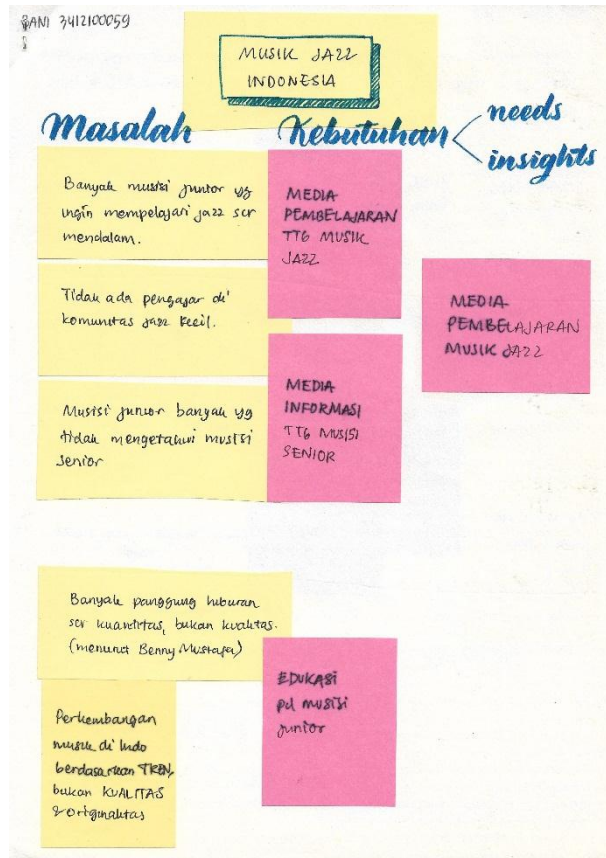 DANI 3412100059
MUSIK JAZZ
INDONESIA
Masalah
Kebutuhan
needs
insights
Banyak musisi junior yg
ingin mempelajari jazz scr
mendalam.
Tidak ada pengajar di
komunitas jazz kecil.
Musisi junior banyak yg
tidak mengetahui musisi
senior
MEDIA
PEMBELAJARAN
TTG MUSIK
JAZZ
MEDIA
INFORMASI
TTG MUSISI
SENIOR
MEDIA
PEMBELAJARAN
MUSIK JAZZ
Banyak panggung hiburan
scr kuantitas, bukan kualitas.
(menurut Benny Mustafa)
Perkembangan
musik di Indo
berdasarkan TREN,
bukan KUALITAS
& originalitas
EDUKASI
pd musisi
junior